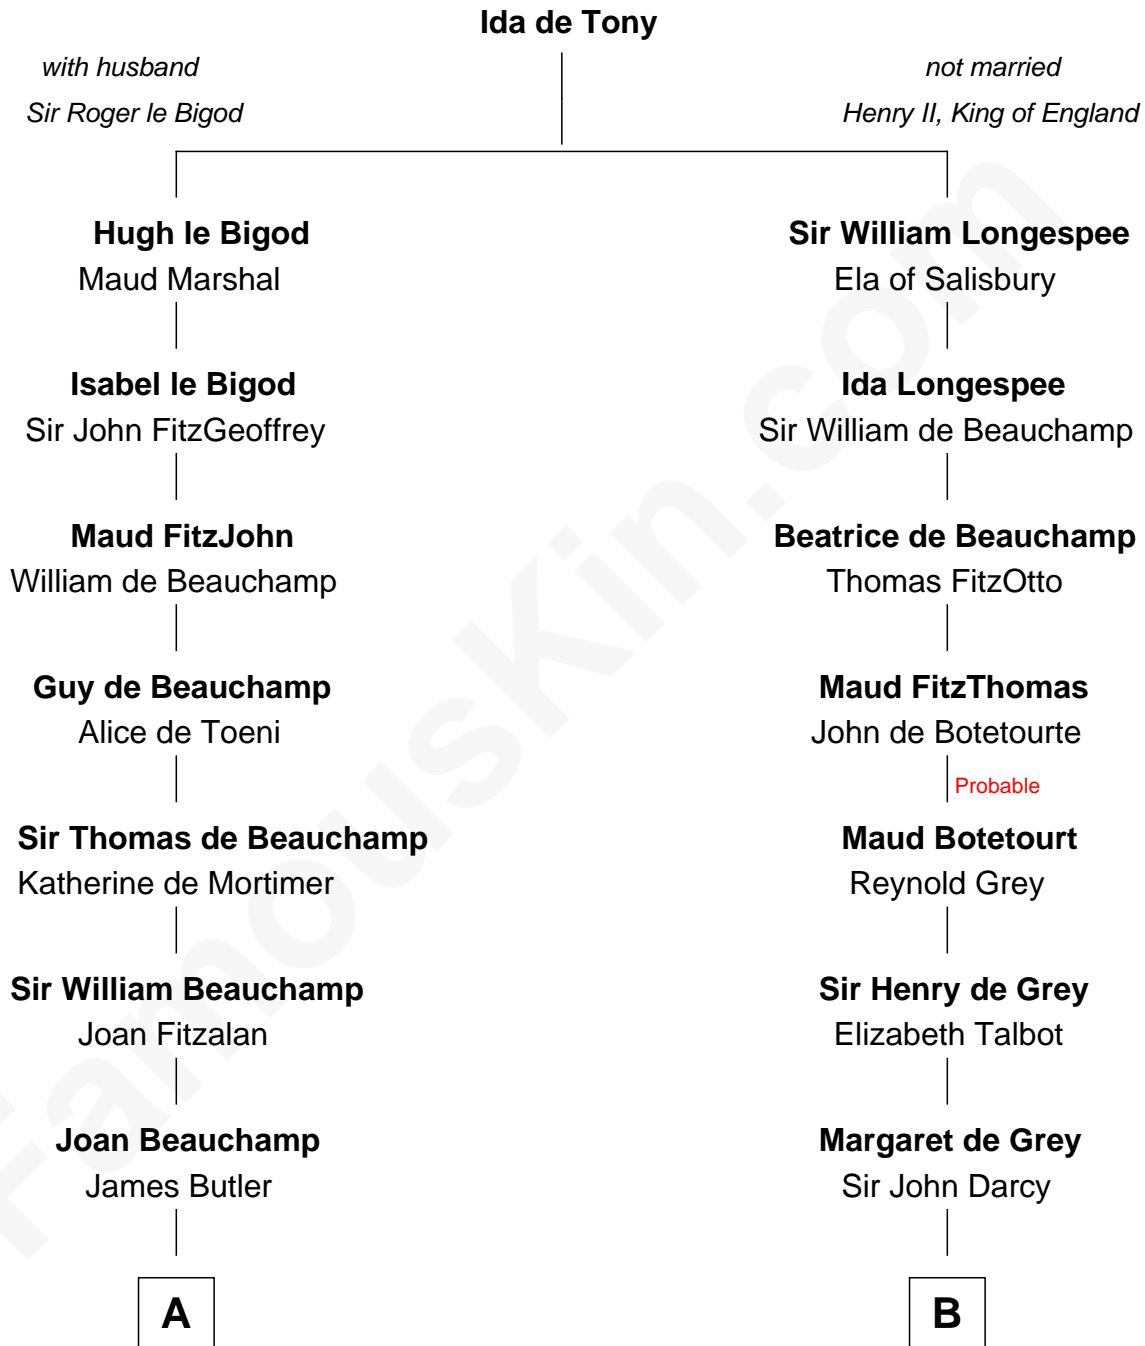 Ida de Tony
with husband
Sir Roger le Bigod
not married
Henry II, King of England
Hugh le Bigod
Maud Marshal
Sir William Longespee
Ela of Salisbury
Isabel le Bigod
Sir John FitzGeoffrey
Ida Longespee
Sir William de Beauchamp
Maud FitzJohn
William de Beauchamp
Beatrice de Beauchamp
Thomas FitzOtto
Guy de Beauchamp
Alice de Toeni
Maud FitzThomas
John de Botetourte
Probable
Sir Thomas de Beauchamp
Katherine de Mortimer
Maud Botetourt
Reynold Grey
Sir William Beauchamp
Joan Fitzalan
Sir Henry de Grey
Elizabeth Talbot
Joan Beauchamp
James Butler
Margaret de Grey
Sir John Darcy
A
B
FamousKin.com